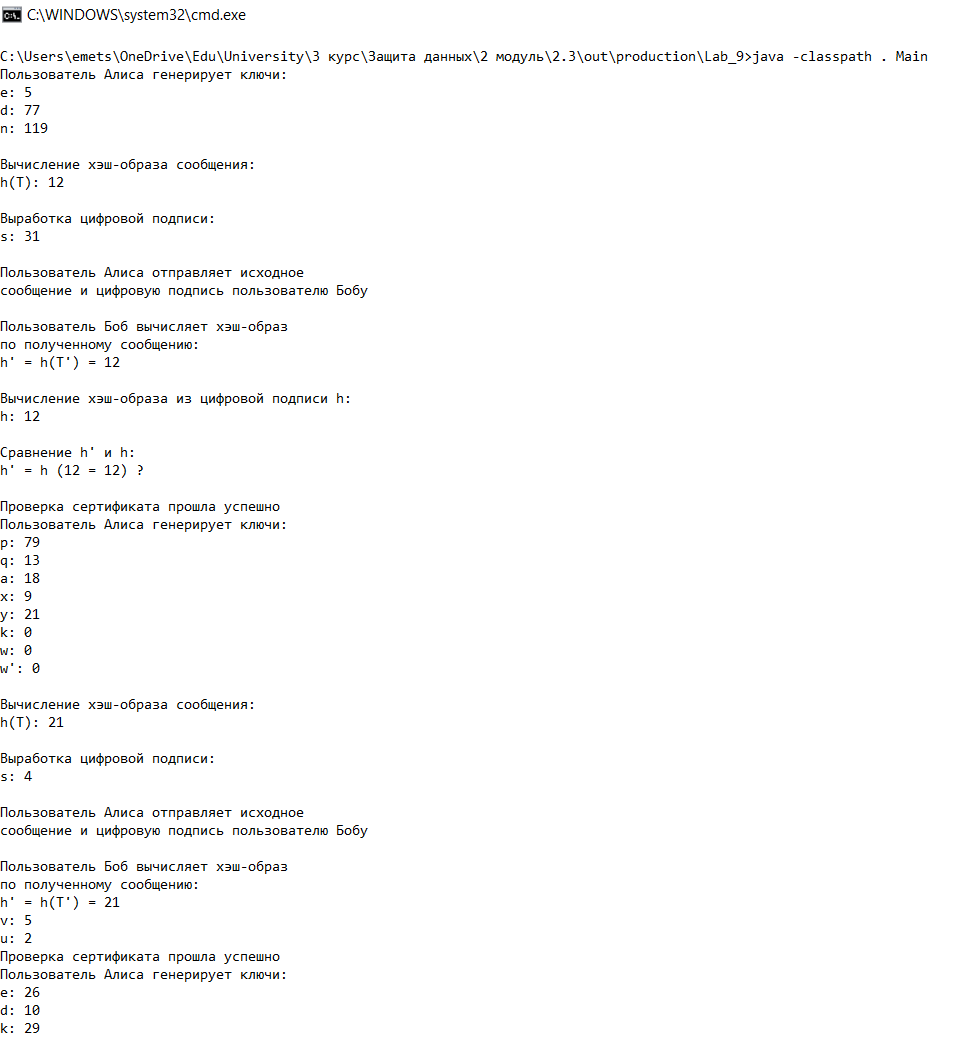 C:\WINDOWS\system32\cmd.exe
C:\Users\emets\OneDrive\Edu\University\3 курс\Защита данных\2 модуль\2.3\out\production\Lab_9>java -classpath . Main
Пользователь Алиса генерирует ключи:
e: 5
d: 77
n: 119
Вычисление хэш-образа сообщения:
h(T): 12
Выработка цифровой подписи:
s: 31
Пользователь Алиса отправляет исходное
сообщение и цифровую подпись пользователю Бобу
Пользователь Боб вычисляет хэш-образ
по полученному сообщению:
h' = h(T') = 12
Вычисление хэш-образа из цифровой подписи h:
h: 12
Сравнение h' и h:
h' = h (12 = 12) ?
Проверка сертификата прошла успешно
Пользователь Алиса генерирует ключи:
p: 79
q: 13
a: 18
x: 9
y: 21
k: 0
w: 0
w': 0
Вычисление хэш-образа сообщения:
h(T): 21
Выработка цифровой подписи:
s: 4
Пользователь Алиса отправляет исходное
сообщение и цифровую подпись пользователю Бобу
Пользователь Боб вычисляет хэш-образ
по полученному сообщению:
h' = h(T') = 21
v: 5
u: 2
Проверка сертификата прошла успешно
Пользователь Алиса генерирует ключи:
e: 26
d: 10
k: 29